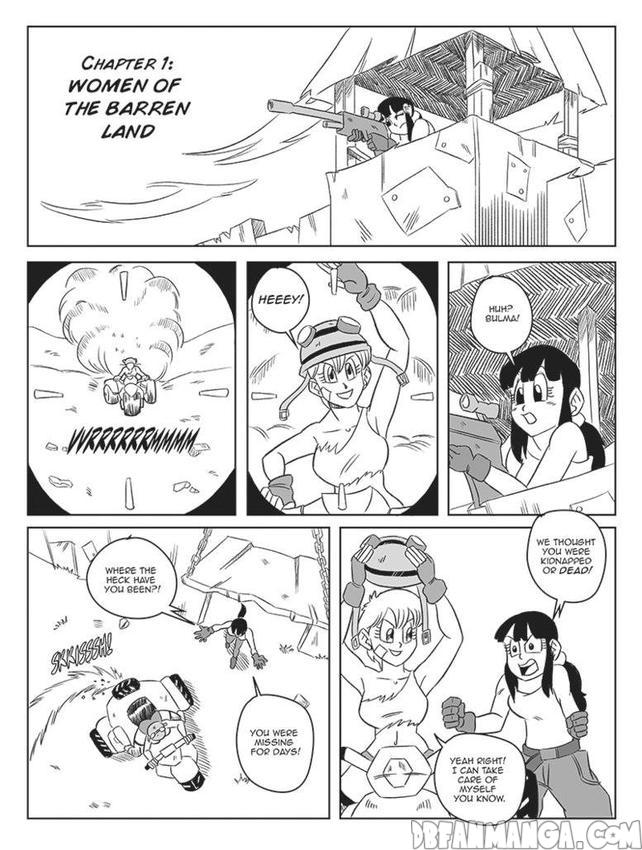 CHAPTER 1:
WOMEN OF
THE BARREN
LAND
VVRRRRRRMMMM
HEEEY!
HUH?
BULMA!
WHERE THE
HECK HAVE
YOU BEEN?!
SKKISSSH!
YOU WERE
MISSING
FOR DAYS!
WE THOUGHT
YOU WERE
KIDNAPPED
OR DEAD!
YEAH RIGHT!
I CAN TAKE
CARE OF
MYSELF
YOU KNOW.
DBFANMANGA.COM